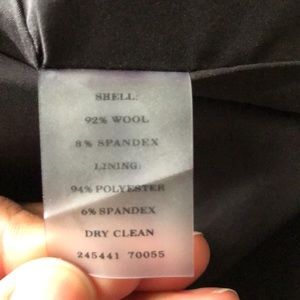 SHELL:
92% WOOL
8% SPANDEX
LINING:
94% POLYESTER
6% SPANDEX
DRY CLEAN
245441 70055